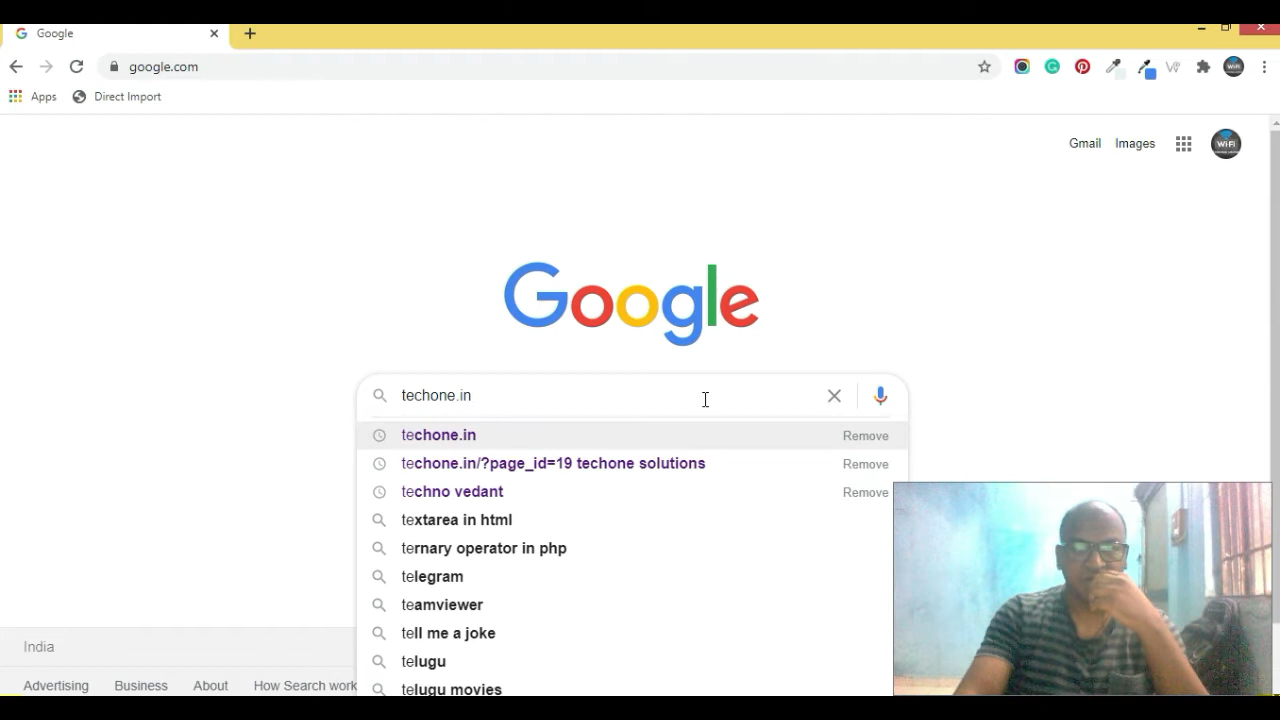 Google
google.com
Apps
Direct Import
Gmail
Images
WiFi
Google
techone.in
techone.in
Remove
techone.in/?page_id=19 techone solutions
Remove
techno vedant
Remove
textarea in html
ternary operator in php
telegram
teamviewer
tell me a joke
telugu
telugu movies
India
Advertising
Business
About
How Search work